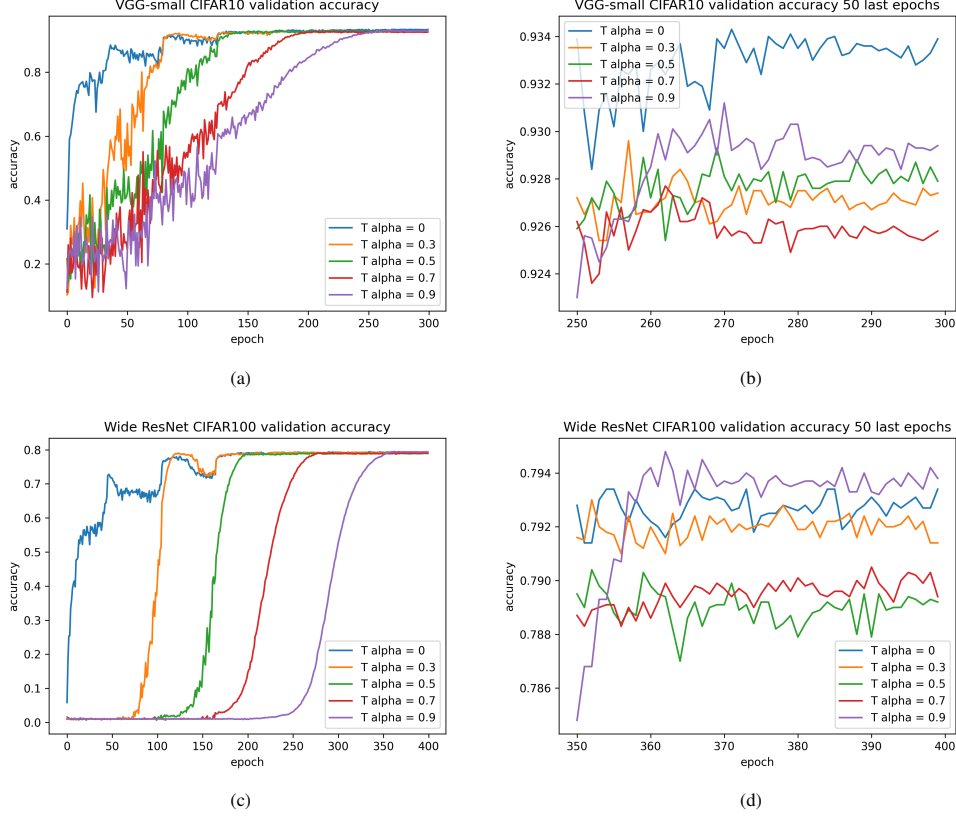 VGG-small CIFAR10 validation accuracy
accuracy
0.8
0.6
0.4
0.2
T alpha = 0
T alpha = 0.3
T alpha = 0.5
T alpha = 0.7
T alpha = 0.9
0 50 100 150 200 250 300
epoch
(a)
VGG-small CIFAR10 validation accuracy 50 last epochs
accuracy
0.934
0.932
0.930
0.928
0.926
0.924
T alpha = 0
T alpha = 0.3
T alpha = 0.5
T alpha = 0.7
T alpha = 0.9
250 260 270 280 290 300
epoch
(b)
Wide ResNet CIFAR100 validation accuracy
accuracy
0.8
0.7
0.6
0.5
0.4
0.3
0.2
0.1
0.0
T alpha = 0
T alpha = 0.3
T alpha = 0.5
T alpha = 0.7
T alpha = 0.9
0 50 100 150 200 250 300 350 400
epoch
(c)
Wide ResNet CIFAR100 validation accuracy 50 last epochs
accuracy
0.794
0.792
0.790
0.788
0.786
T alpha = 0
T alpha = 0.3
T alpha = 0.5
T alpha = 0.7
T alpha = 0.9
350 360 370 380 390 400
epoch
(d)